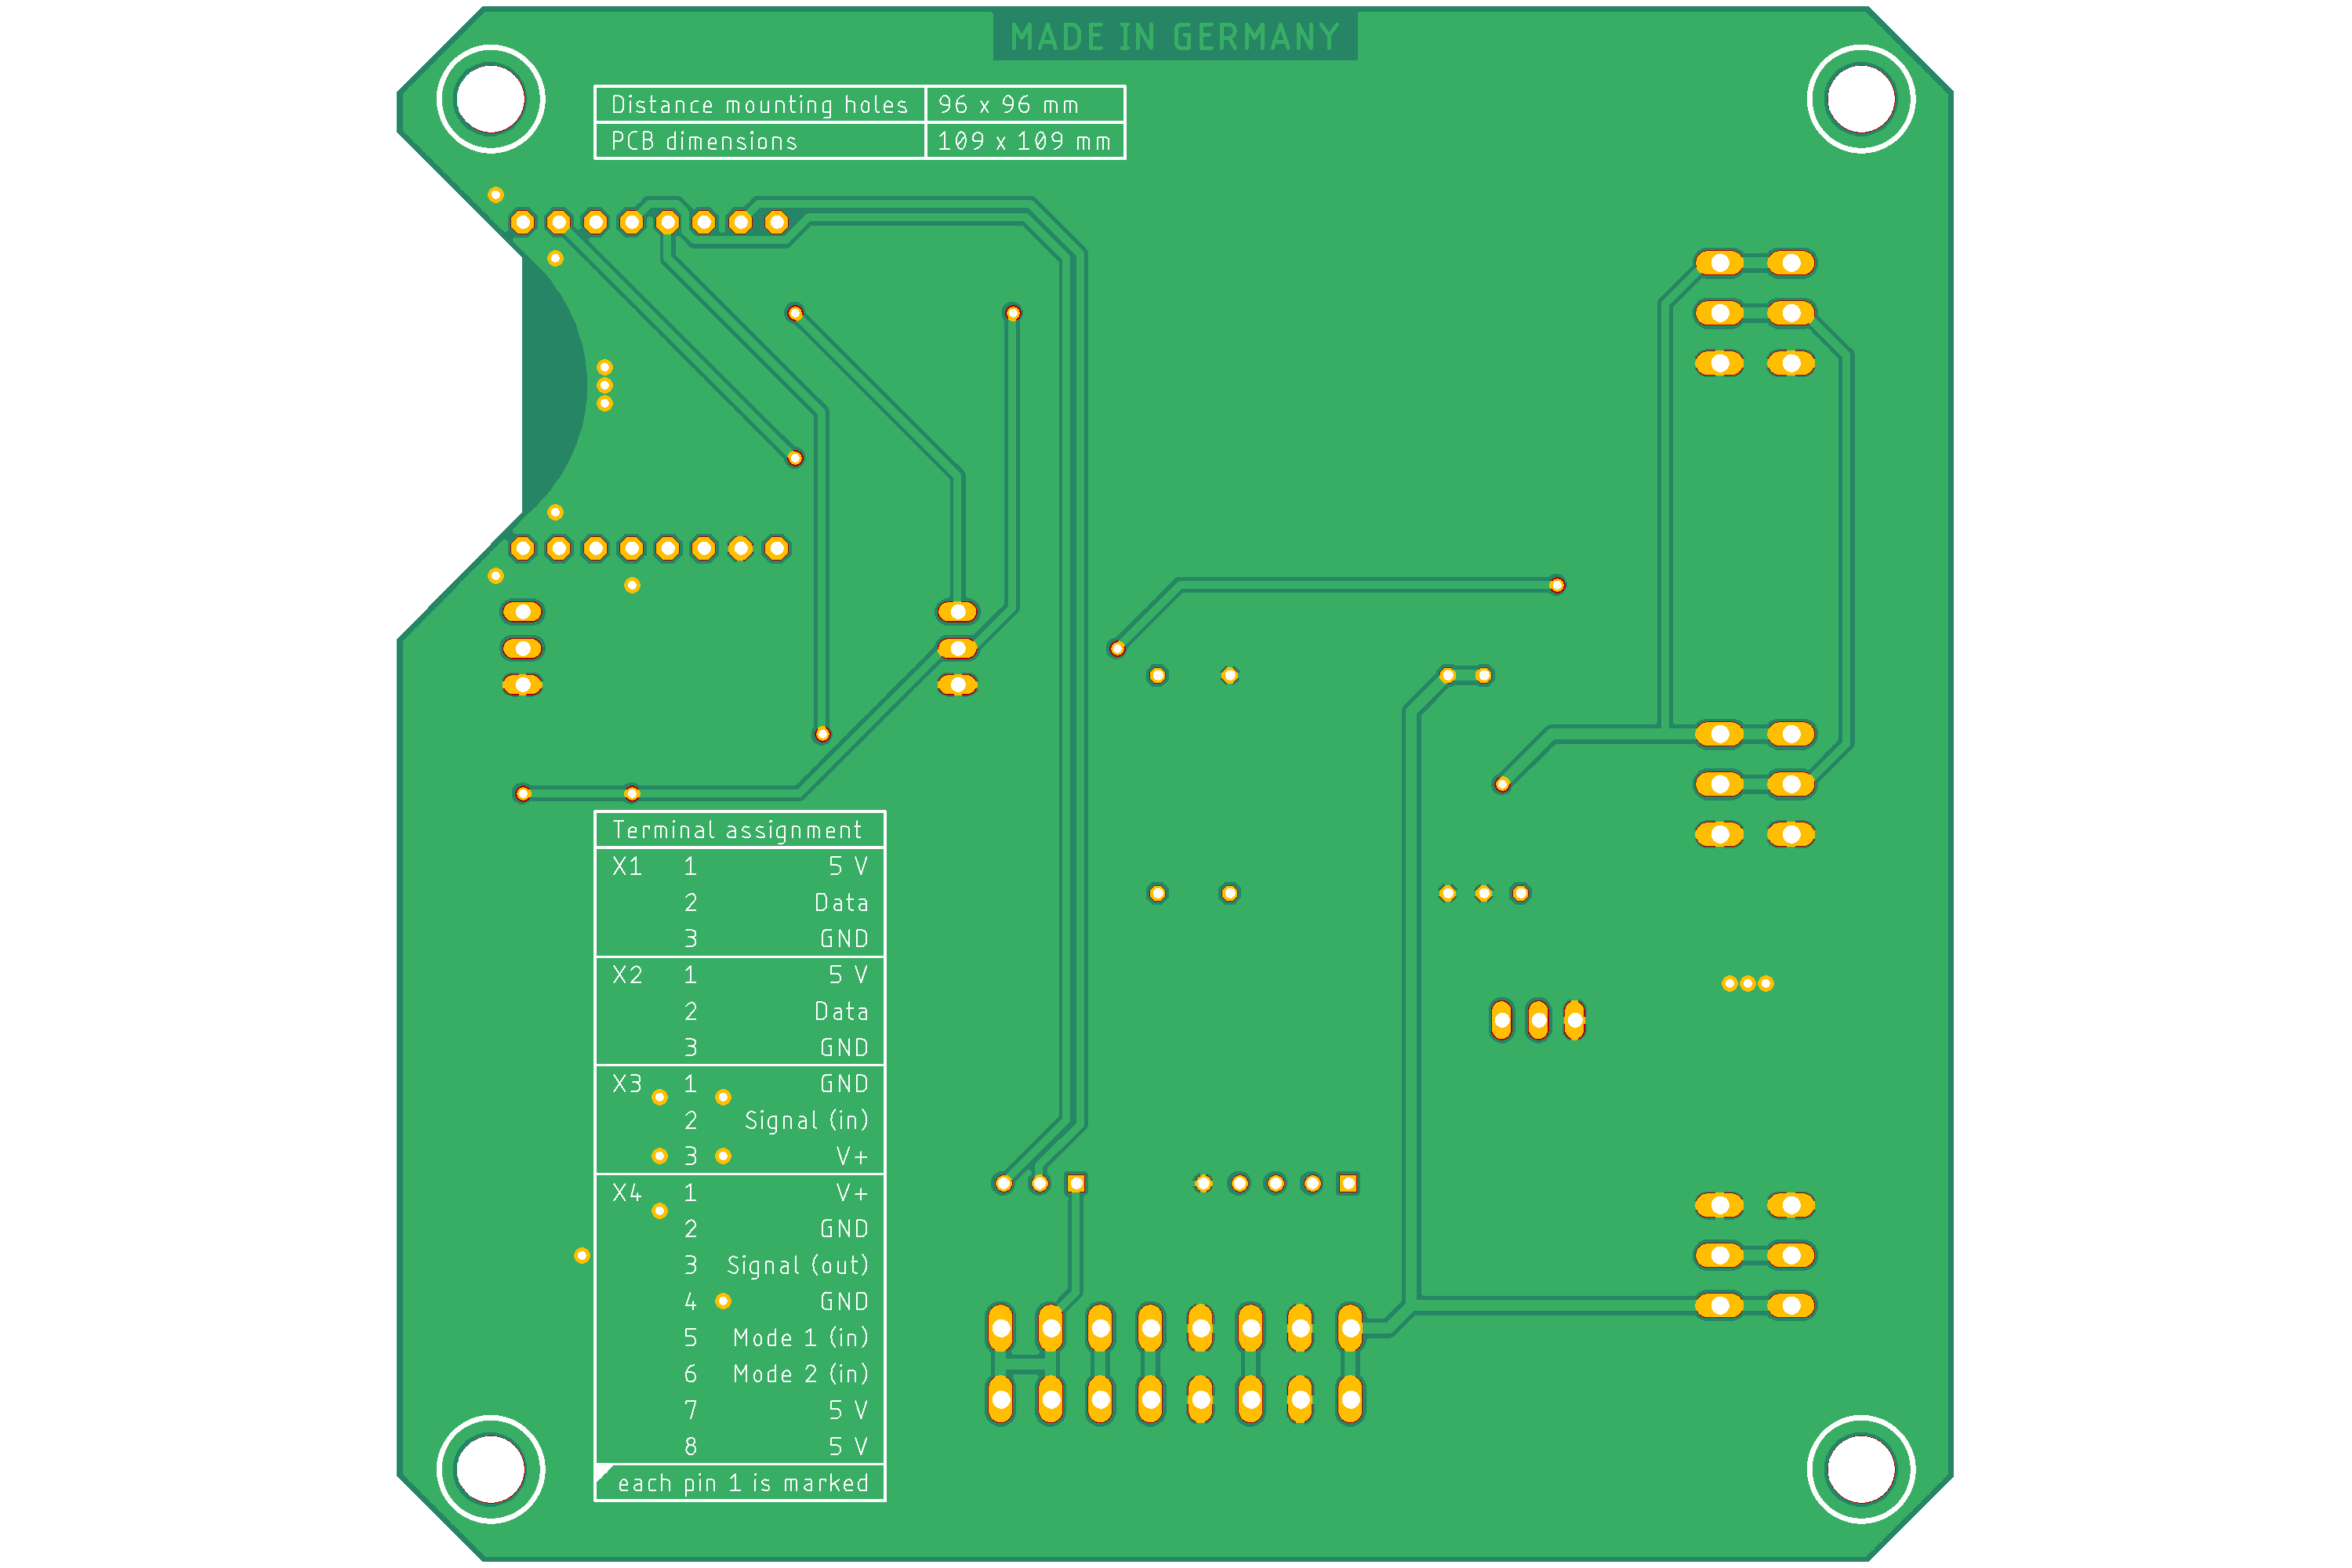 MADE IN GERMANY
Distance mounting holes 96 x 96 mm
PCB dimensions 109 x 109 mm
Terminal assignment
X1 1 5 V
2 Data
3 GND
X2 1 5 V
2 Data
3 GND
X3 1 GND
2 Signal (in)
3 V+
X4 1 V+
2 GND
3 Signal (out)
4 GND
5 Mode 1 (in)
6 Mode 2 (in)
7 5 V
8 5 V
each pin 1 is marked